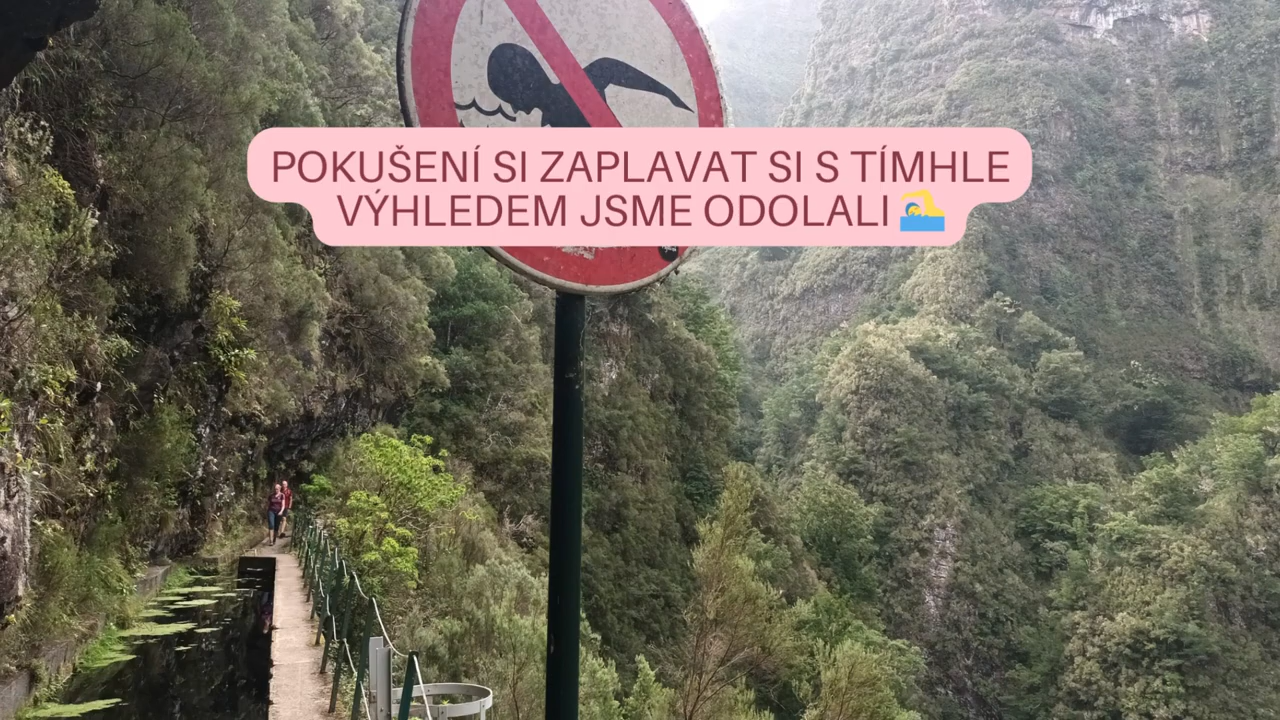 POKUŠENÍ SI ZAPLAVAT SI S TÍMHLE
VÝHLEDEM JSME ODOLALI 🏊